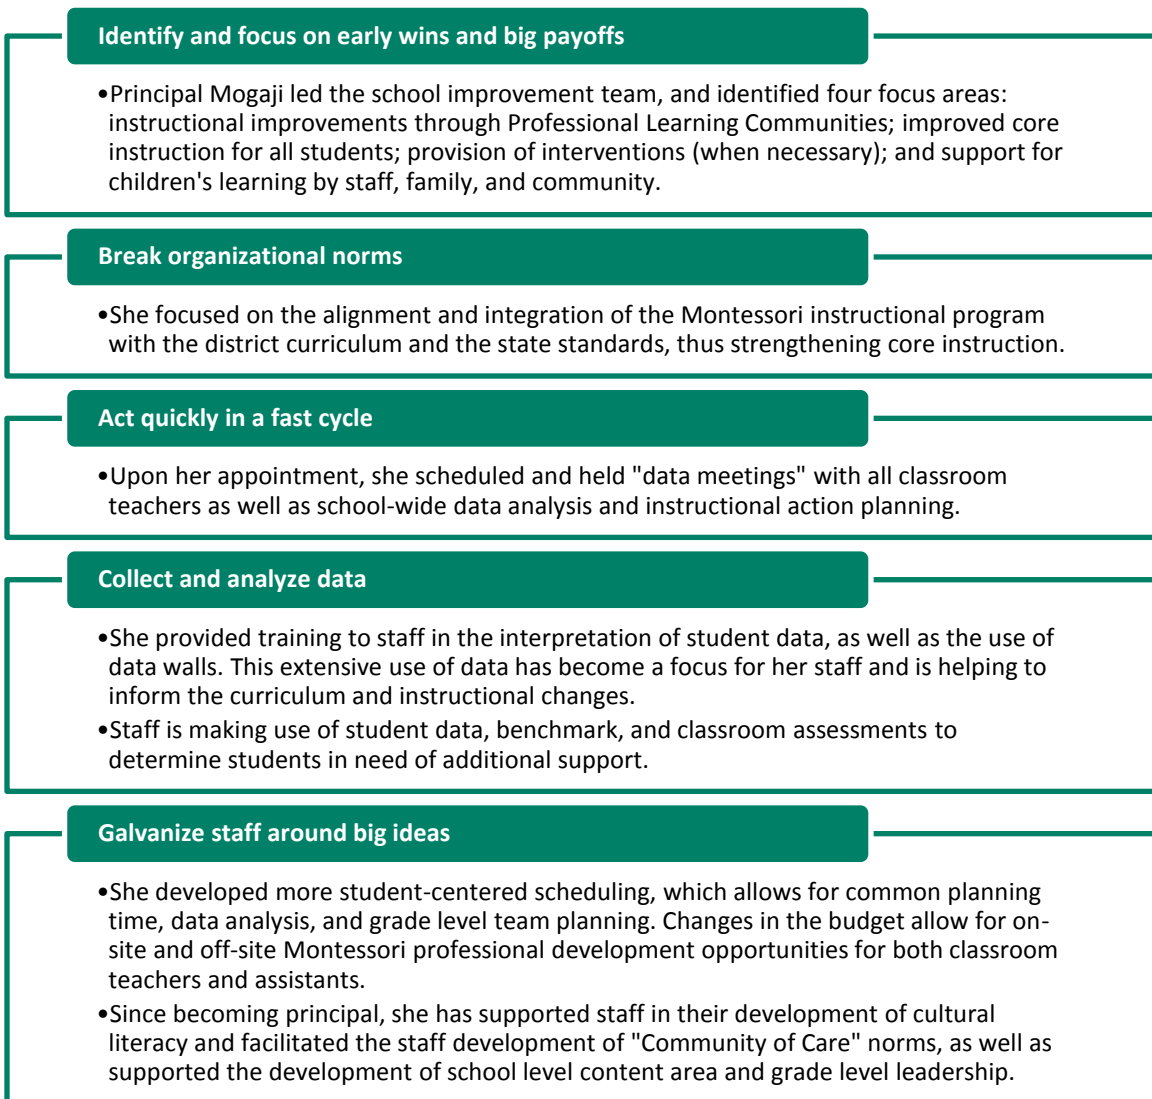 Identify and focus on early wins and big payoffs
•Principal Mogaji led the school improvement team, and identified four focus areas:
instructional improvements through Professional Learning Communities; improved core
instruction for all students; provision of interventions (when necessary); and support for
children's learning by staff, family, and community.
Break organizational norms
•She focused on the alignment and integration of the Montessori instructional program
with the district curriculum and the state standards, thus strengthening core instruction.
Act quickly in a fast cycle
•Upon her appointment, she scheduled and held "data meetings" with all classroom
teachers as well as school-wide data analysis and instructional action planning.
Collect and analyze data
•She provided training to staff in the interpretation of student data, as well as the use of
data walls. This extensive use of data has become a focus for her staff and is helping to
inform the curriculum and instructional changes.
•Staff is making use of student data, benchmark, and classroom assessments to
determine students in need of additional support.
Galvanize staff around big ideas
•She developed more student-centered scheduling, which allows for common planning
time, data analysis, and grade level team planning. Changes in the budget allow for on-
site and off-site Montessori professional development opportunities for both classroom
teachers and assistants.
•Since becoming principal, she has supported staff in their development of cultural
literacy and facilitated the staff development of "Community of Care" norms, as well as
supported the development of school level content area and grade level leadership.